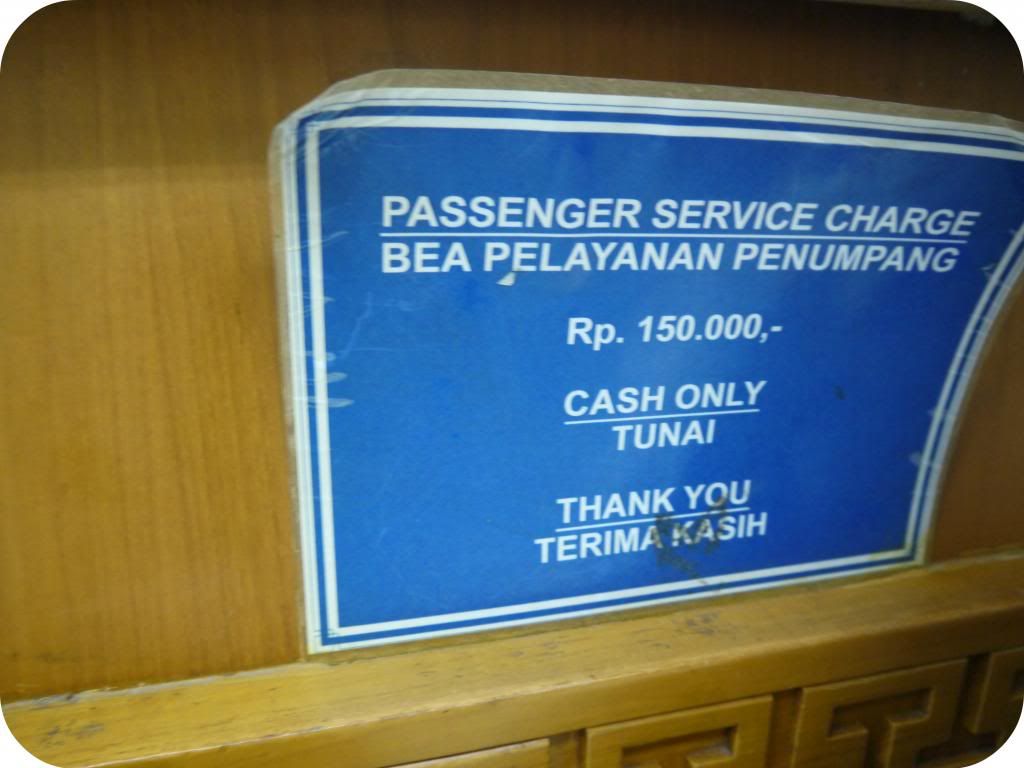 PASSENGER SERVICE CHARGE
BEA PELAYANAN PENUMPANG
Rp. 150.000,-
CASH ONLY
TUNAI
THANK YOU
TERIMA KASIH